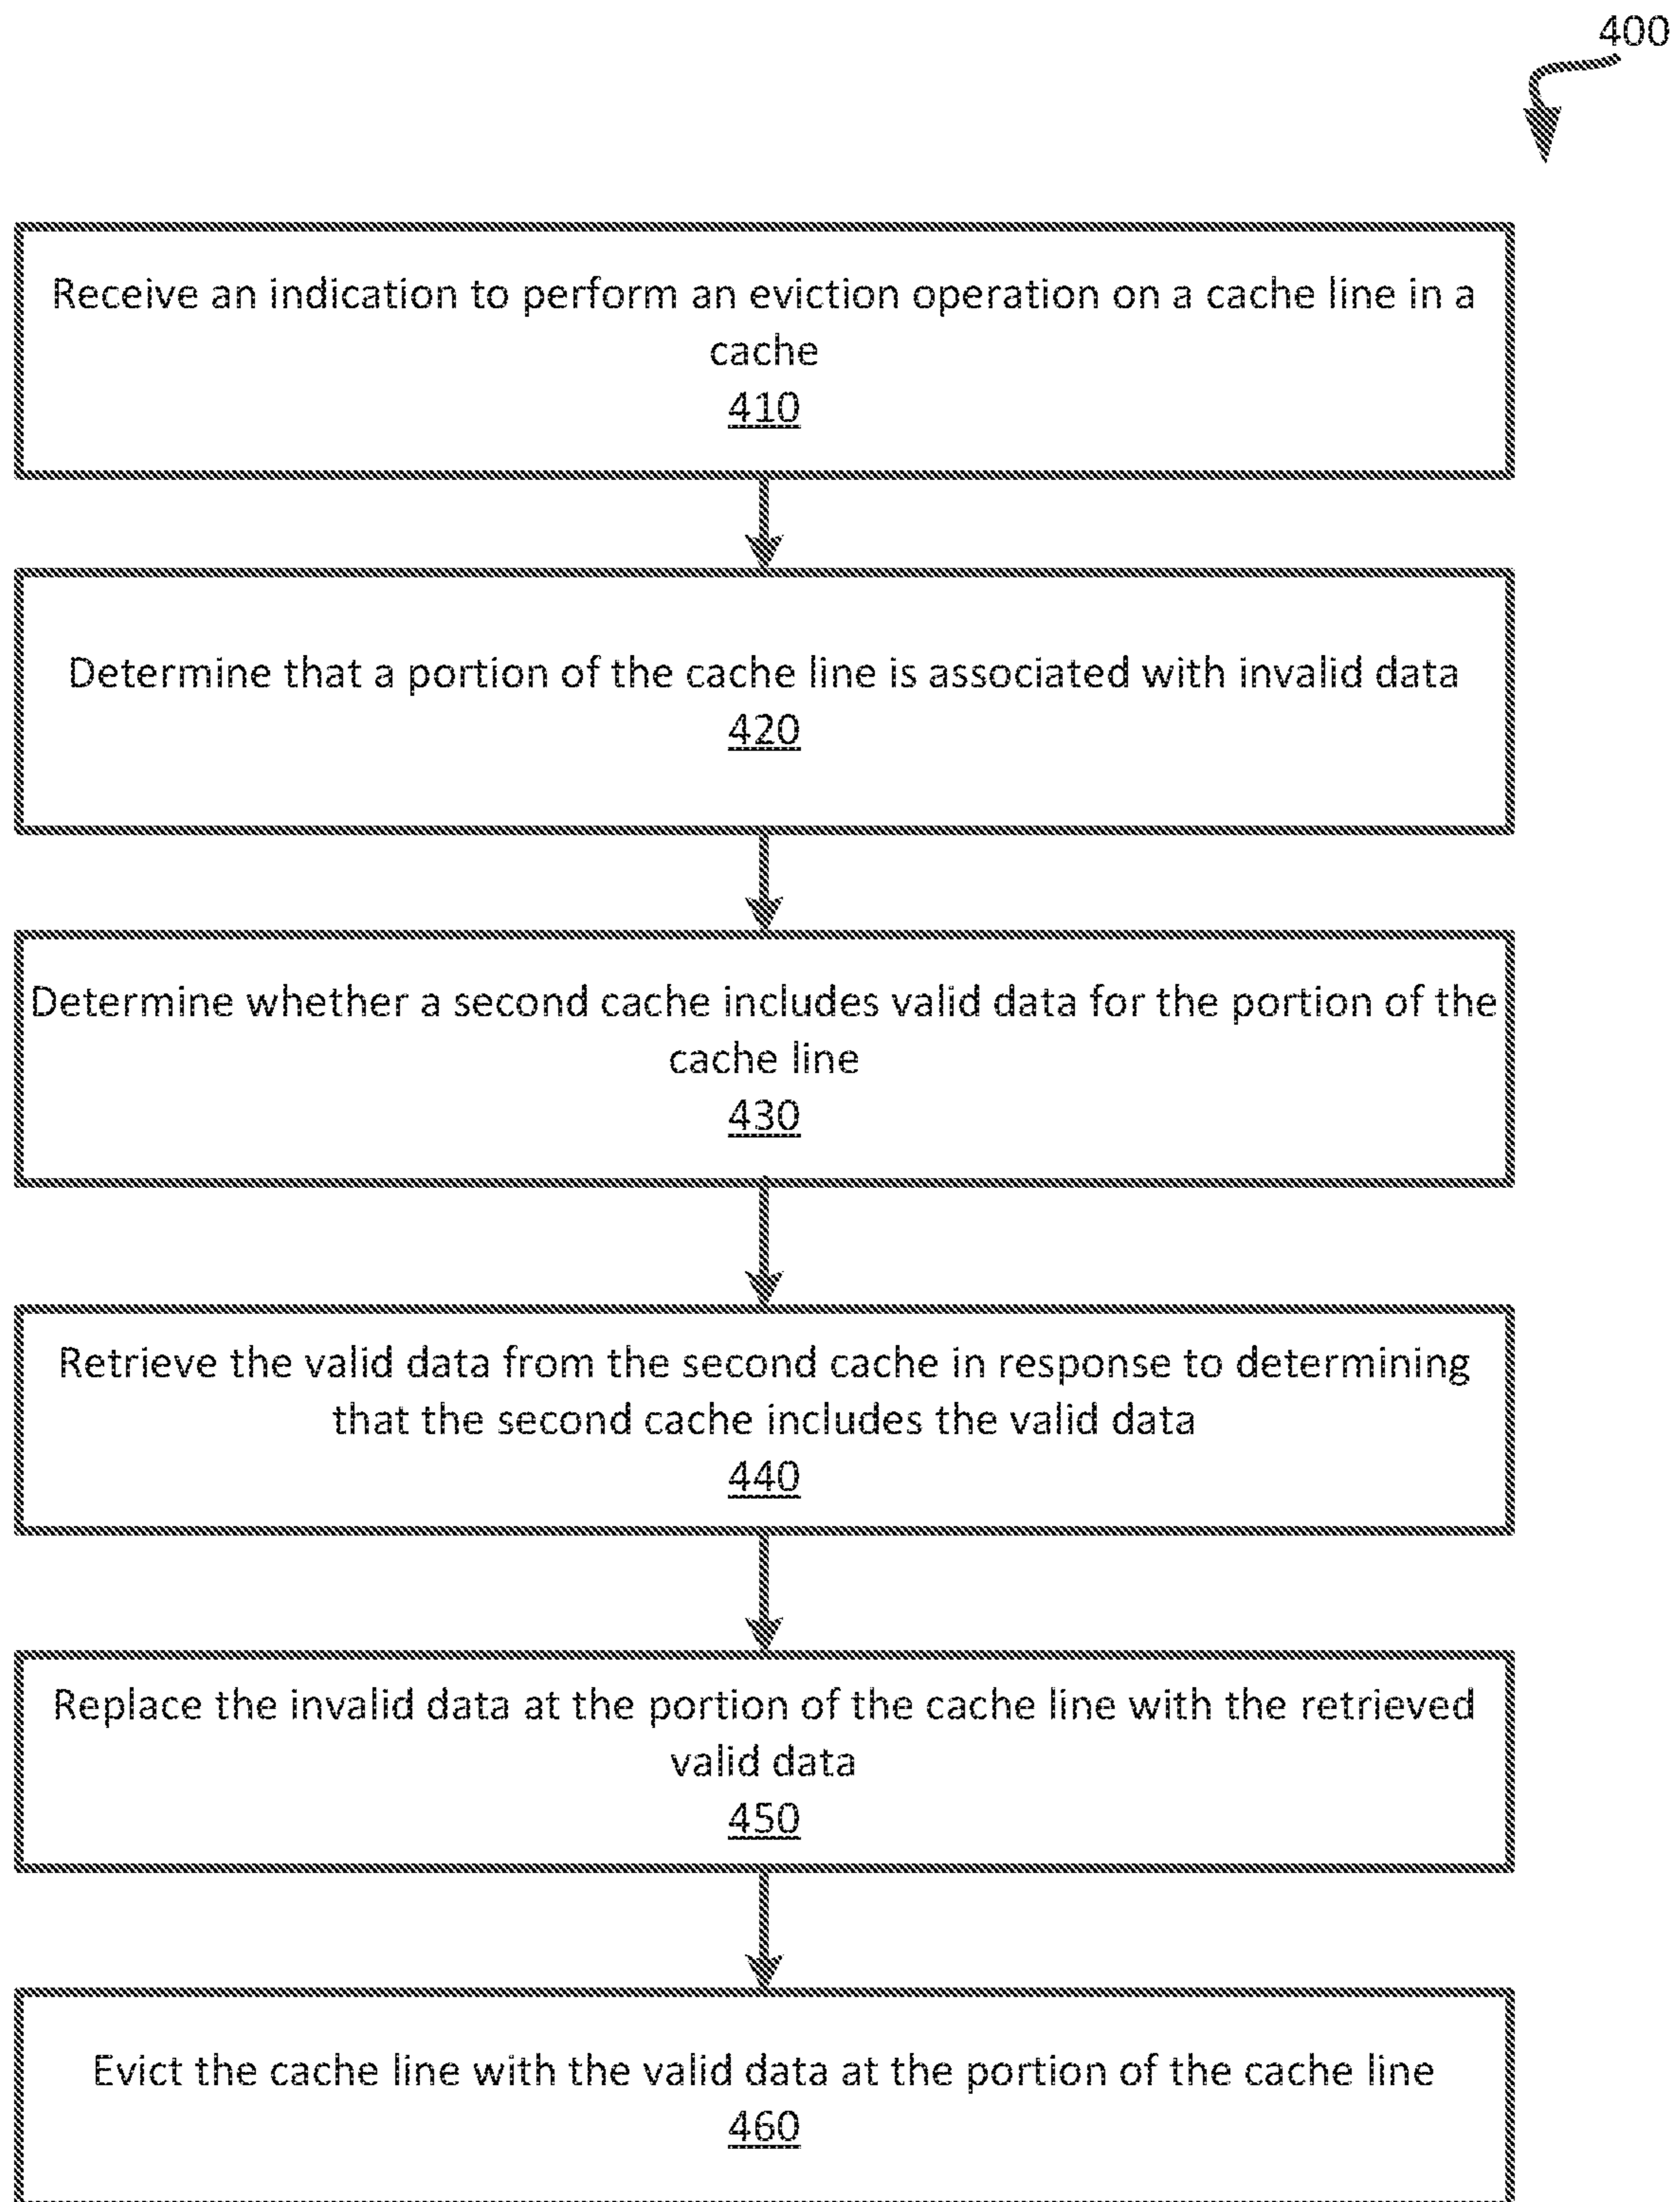 400
Receive an indication to perform an eviction operation on a cache line in a
cache
410
Determine that a portion of the cache line is associated with invalid data
420
Determine whether a second cache includes valid data for the portion of the
cache line
430
Retrieve the valid data from the second cache in response to determining
that the second cache includes the valid data
440
Replace the invalid data at the portion of the cache line with the retrieved
valid data
450
Evict the cache line with the valid data at the portion of the cache line
460